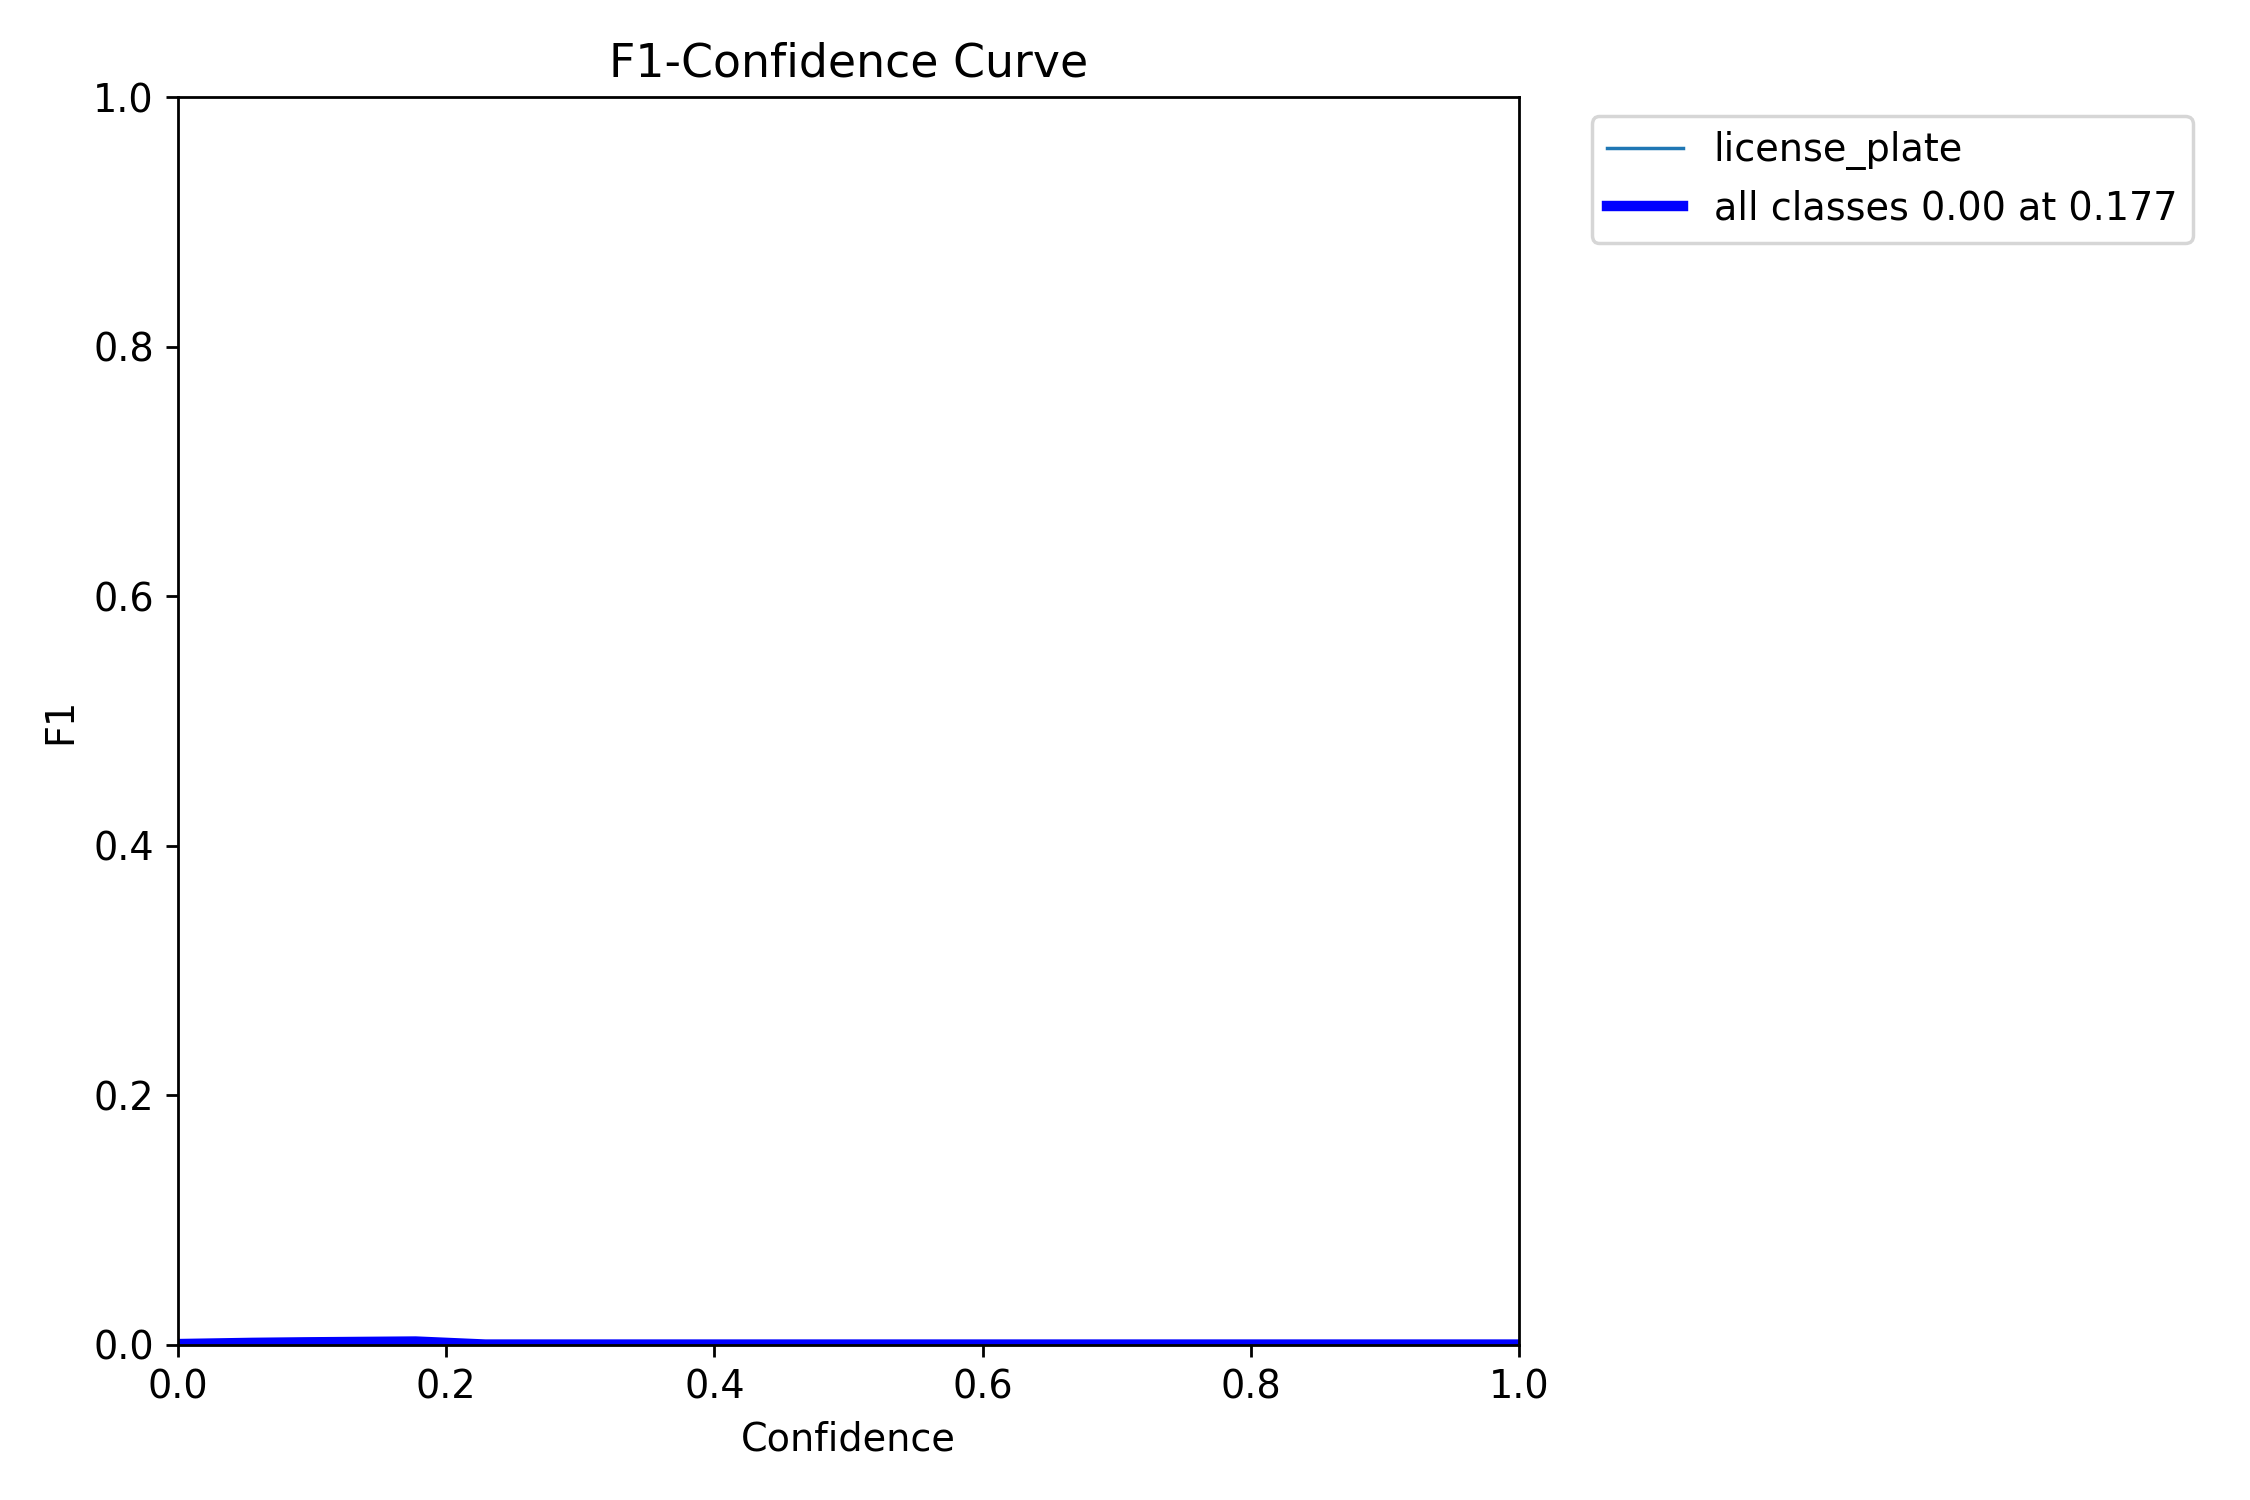 F1-Confidence Curve
1.0
0.8
0.6
0.4
0.2
0.0
F1
0.0 0.2 0.4 0.6 0.8 1.0
Confidence
license_plate
all classes 0.00 at 0.177